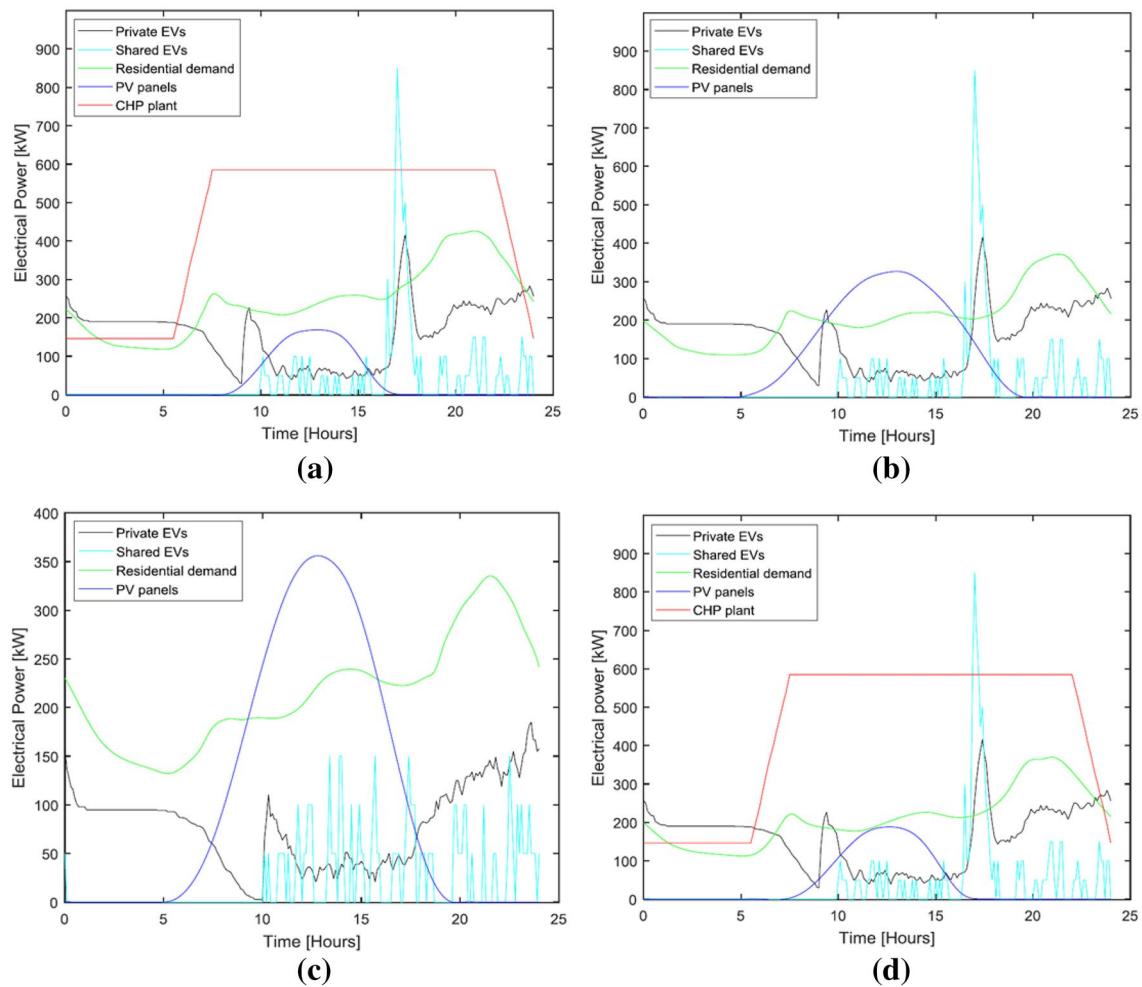 Private EVs
Shared EVs
Residential demand
PV panels
CHP plant
Electrical Power [kW]
900
800
700
600
500
400
300
200
100
0
0 5 10 15 20 25
Time [Hours]
(a)
Private EVs
Shared EVs
Residential demand
PV panels
Electrical Power [kW]
900
800
700
600
500
400
300
200
100
0
0 5 10 15 20 25
Time [Hours]
(b)
Private EVs
Shared EVs
Residential demand
PV panels
Electrical Power [kW]
400
350
300
250
200
150
100
50
0
0 5 10 15 20 25
Time [Hours]
(c)
Private EVs
Shared EVs
Residential demand
PV panels
CHP plant
Electrical power [kW]
900
800
700
600
500
400
300
200
100
0
0 5 10 15 20 25
Time [Hours]
(d)